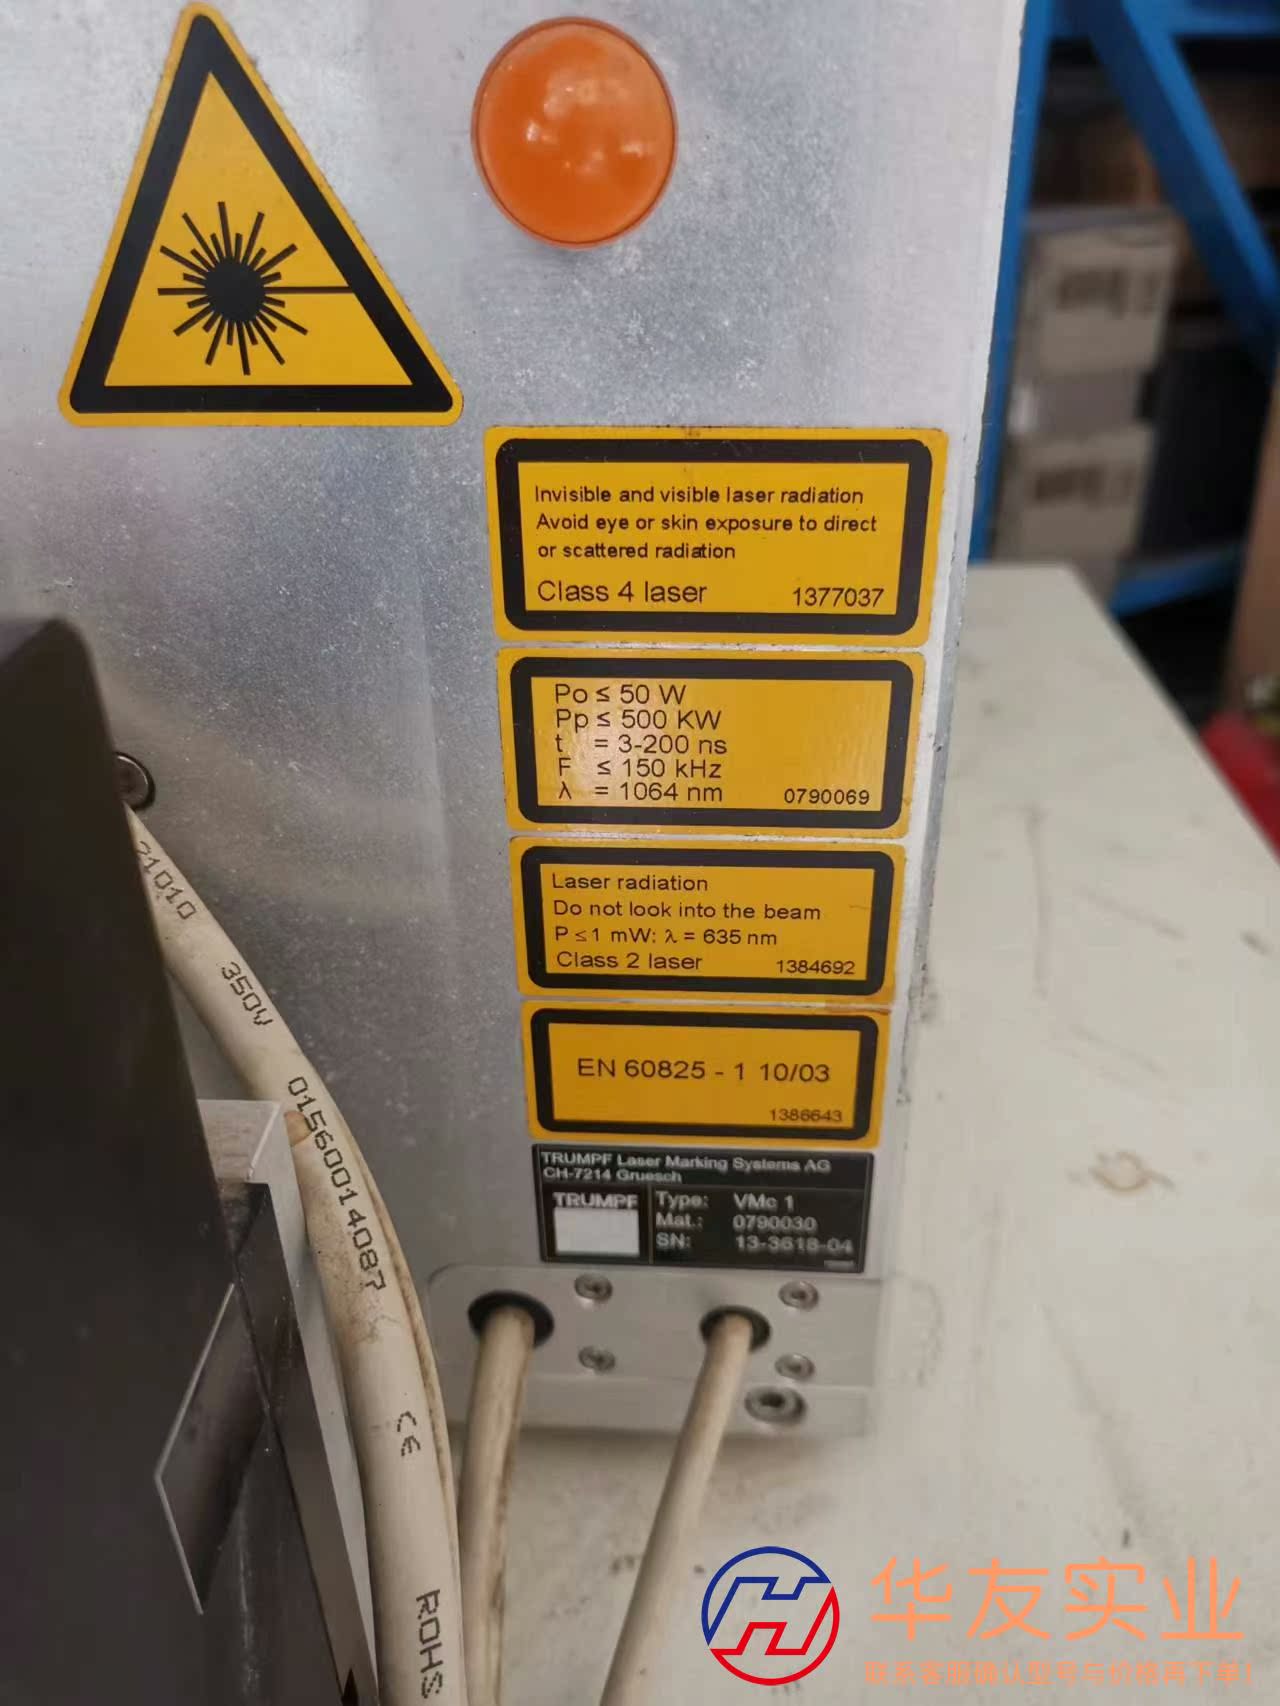 Invisible and visible laser radiation
Avoid eye or skin exposure to direct
or scattered radiation
Class 4 laser 1377037
Po ≤ 50 W
Pp ≤ 500 KW
t = 3-200 ns
F ≤ 150 kHz
λ = 1064 nm 0790069
Laser radiation
Do not look into the beam
P ≤ 1 mW; λ = 635 nm
Class 2 laser 1384692
EN 60825 - 1 10/03
1386643
TRUMPF Laser Marking Systems AG
CH-7214 Gruesch
TRUMPF
Type: VMc 1
Mat.: 0790030
SN: 13-3618-04
21010
350V
0156001 4087
CE
ROHS
华友实业
联系客服确认型号与价格再下单!